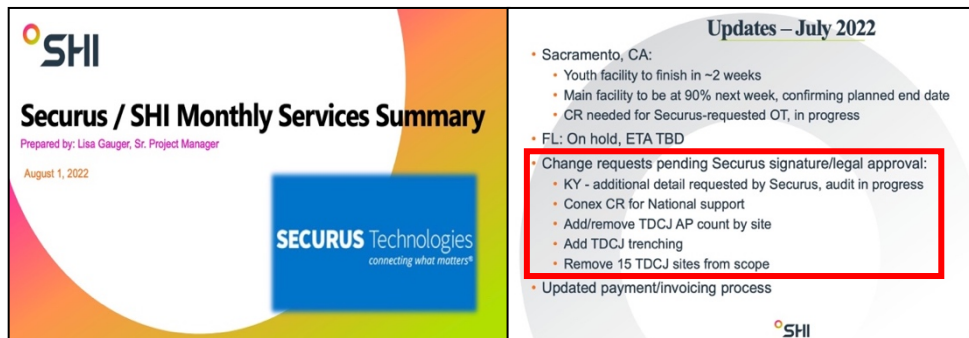 SHI
Securus / SHI Monthly Services Summary
Prepared by: Lisa Gauger, Sr. Project Manager
August 1, 2022
SECURUS Technologies
connecting what matters®
Updates – July 2022
• Sacramento, CA:
• Youth facility to finish in ~2 weeks
• Main facility to be at 90% next week, confirming planned end date
• CR needed for Securus-requested OT, in progress
• FL: On hold, ETA TBD
• Change requests pending Securus signature/legal approval:
• KY - additional detail requested by Securus, audit in progress
• Conex CR for National support
• Add/remove TDCJ AP count by site
• Add TDCJ trenching
• Remove 15 TDCJ sites from scope
• Updated payment/invoicing process
SHI